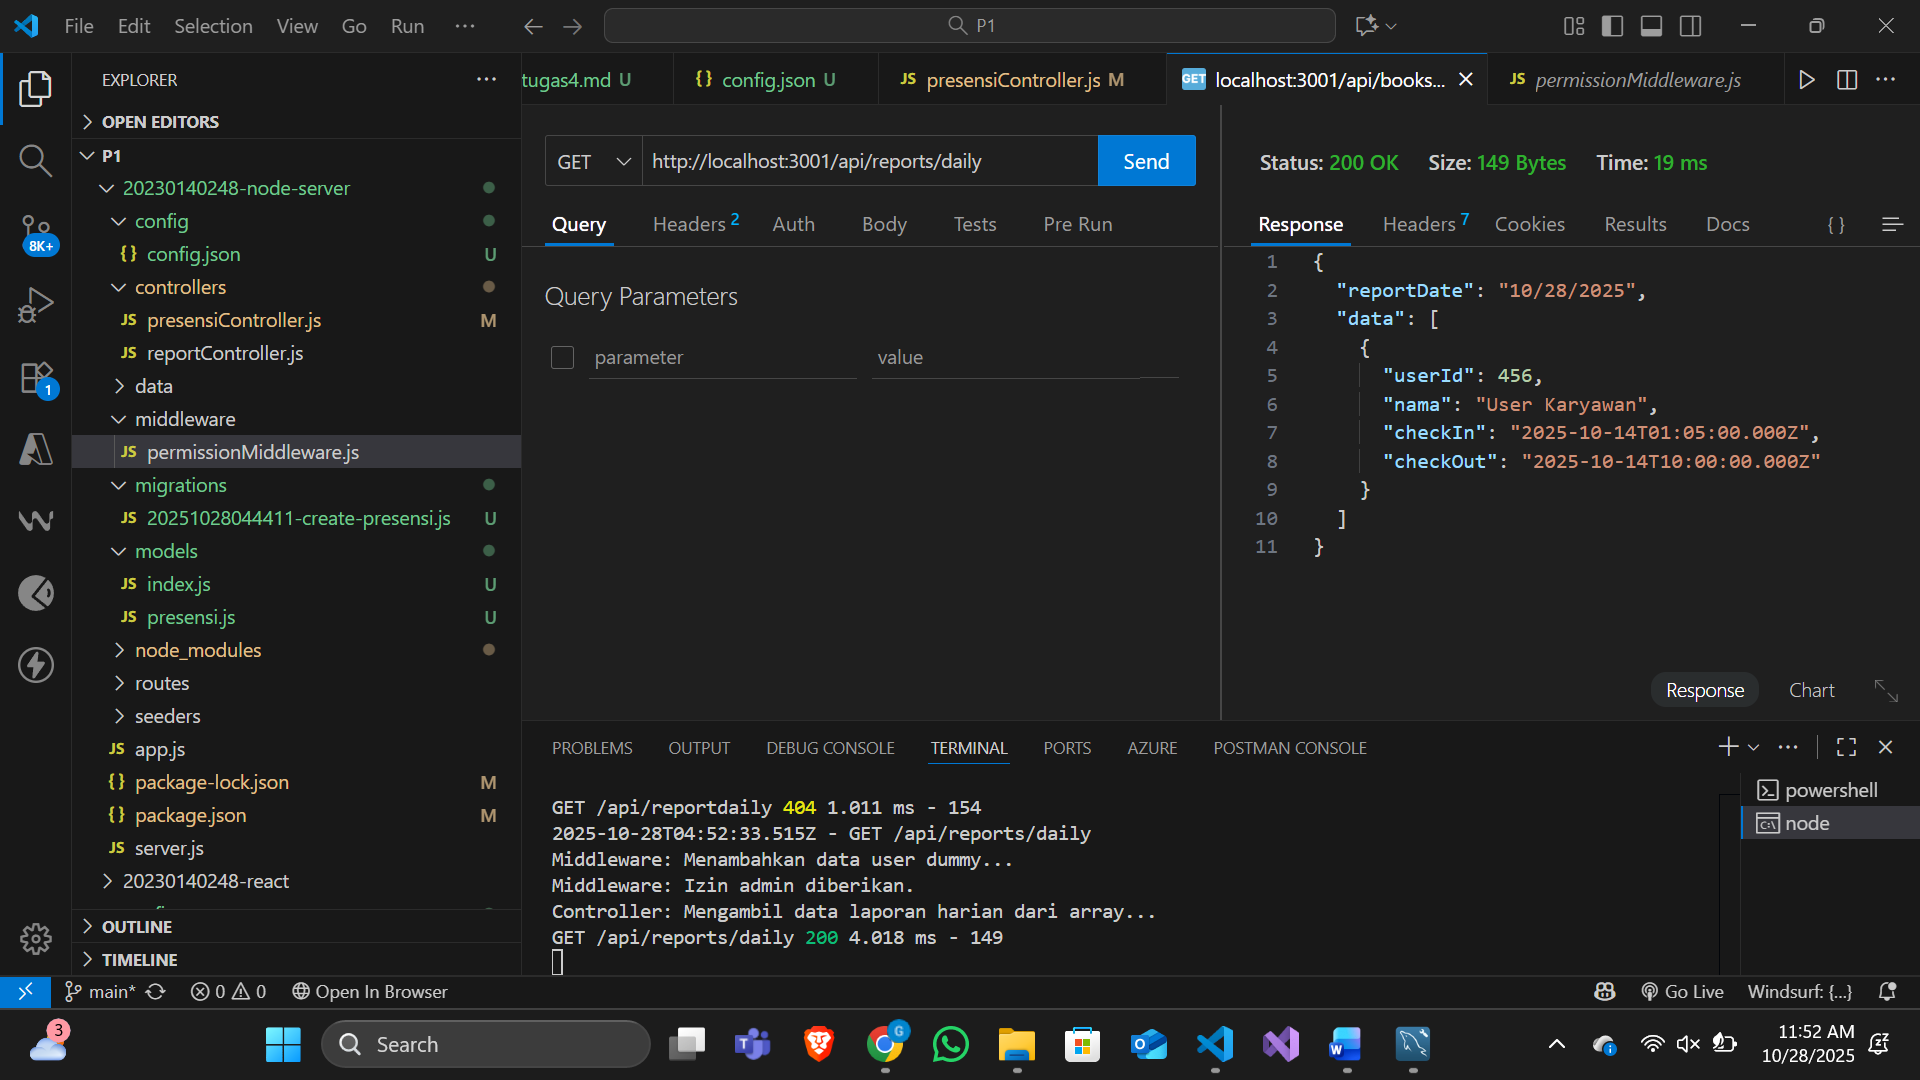 File Edit Selection View Go Run ··· P1
EXPLORER ···
OPEN EDITORS
P1
20230140248-node-server
config
{} config.json U
controllers
JS presensiController.js M
JS reportController.js
data
middleware
JS permissionMiddleware.js
migrations
JS 20251028044411-create-presensi.js U
models
JS index.js U
JS presensi.js U
node_modules
routes
seeders
JS app.js
{} package-lock.json M
{} package.json M
JS server.js
20230140248-react
OUTLINE
TIMELINE
8K+
1
tugas4.md U {} config.json U JS presensiController.js M GET localhost:3001/api/books... JS permissionMiddleware.js
GET http://localhost:3001/api/reports/daily Send
Query Headers 2 Auth Body Tests Pre Run
Query Parameters
parameter value
Status: 200 OK Size: 149 Bytes Time: 19 ms
Response Headers 7 Cookies Results Docs { }
1 {
2 "reportDate": "10/28/2025",
3 "data": [
4 {
5 "userId": 456,
6 "nama": "User Karyawan",
7 "checkIn": "2025-10-14T01:05:00.000Z",
8 "checkOut": "2025-10-14T10:00:00.000Z"
9 }
10 ]
11 }
Response Chart
PROBLEMS OUTPUT DEBUG CONSOLE TERMINAL PORTS AZURE POSTMAN CONSOLE
GET /api/reportdaily 404 1.011 ms - 154
2025-10-28T04:52:33.515Z - GET /api/reports/daily
Middleware: Menambahkan data user dummy...
Middleware: Izin admin diberikan.
Controller: Mengambil data laporan harian dari array...
GET /api/reports/daily 200 4.018 ms - 149
powershell
node
main* 0 0 Open In Browser Go Live Windsurf: {...}
3 Search 11:52 AM
10/28/2025